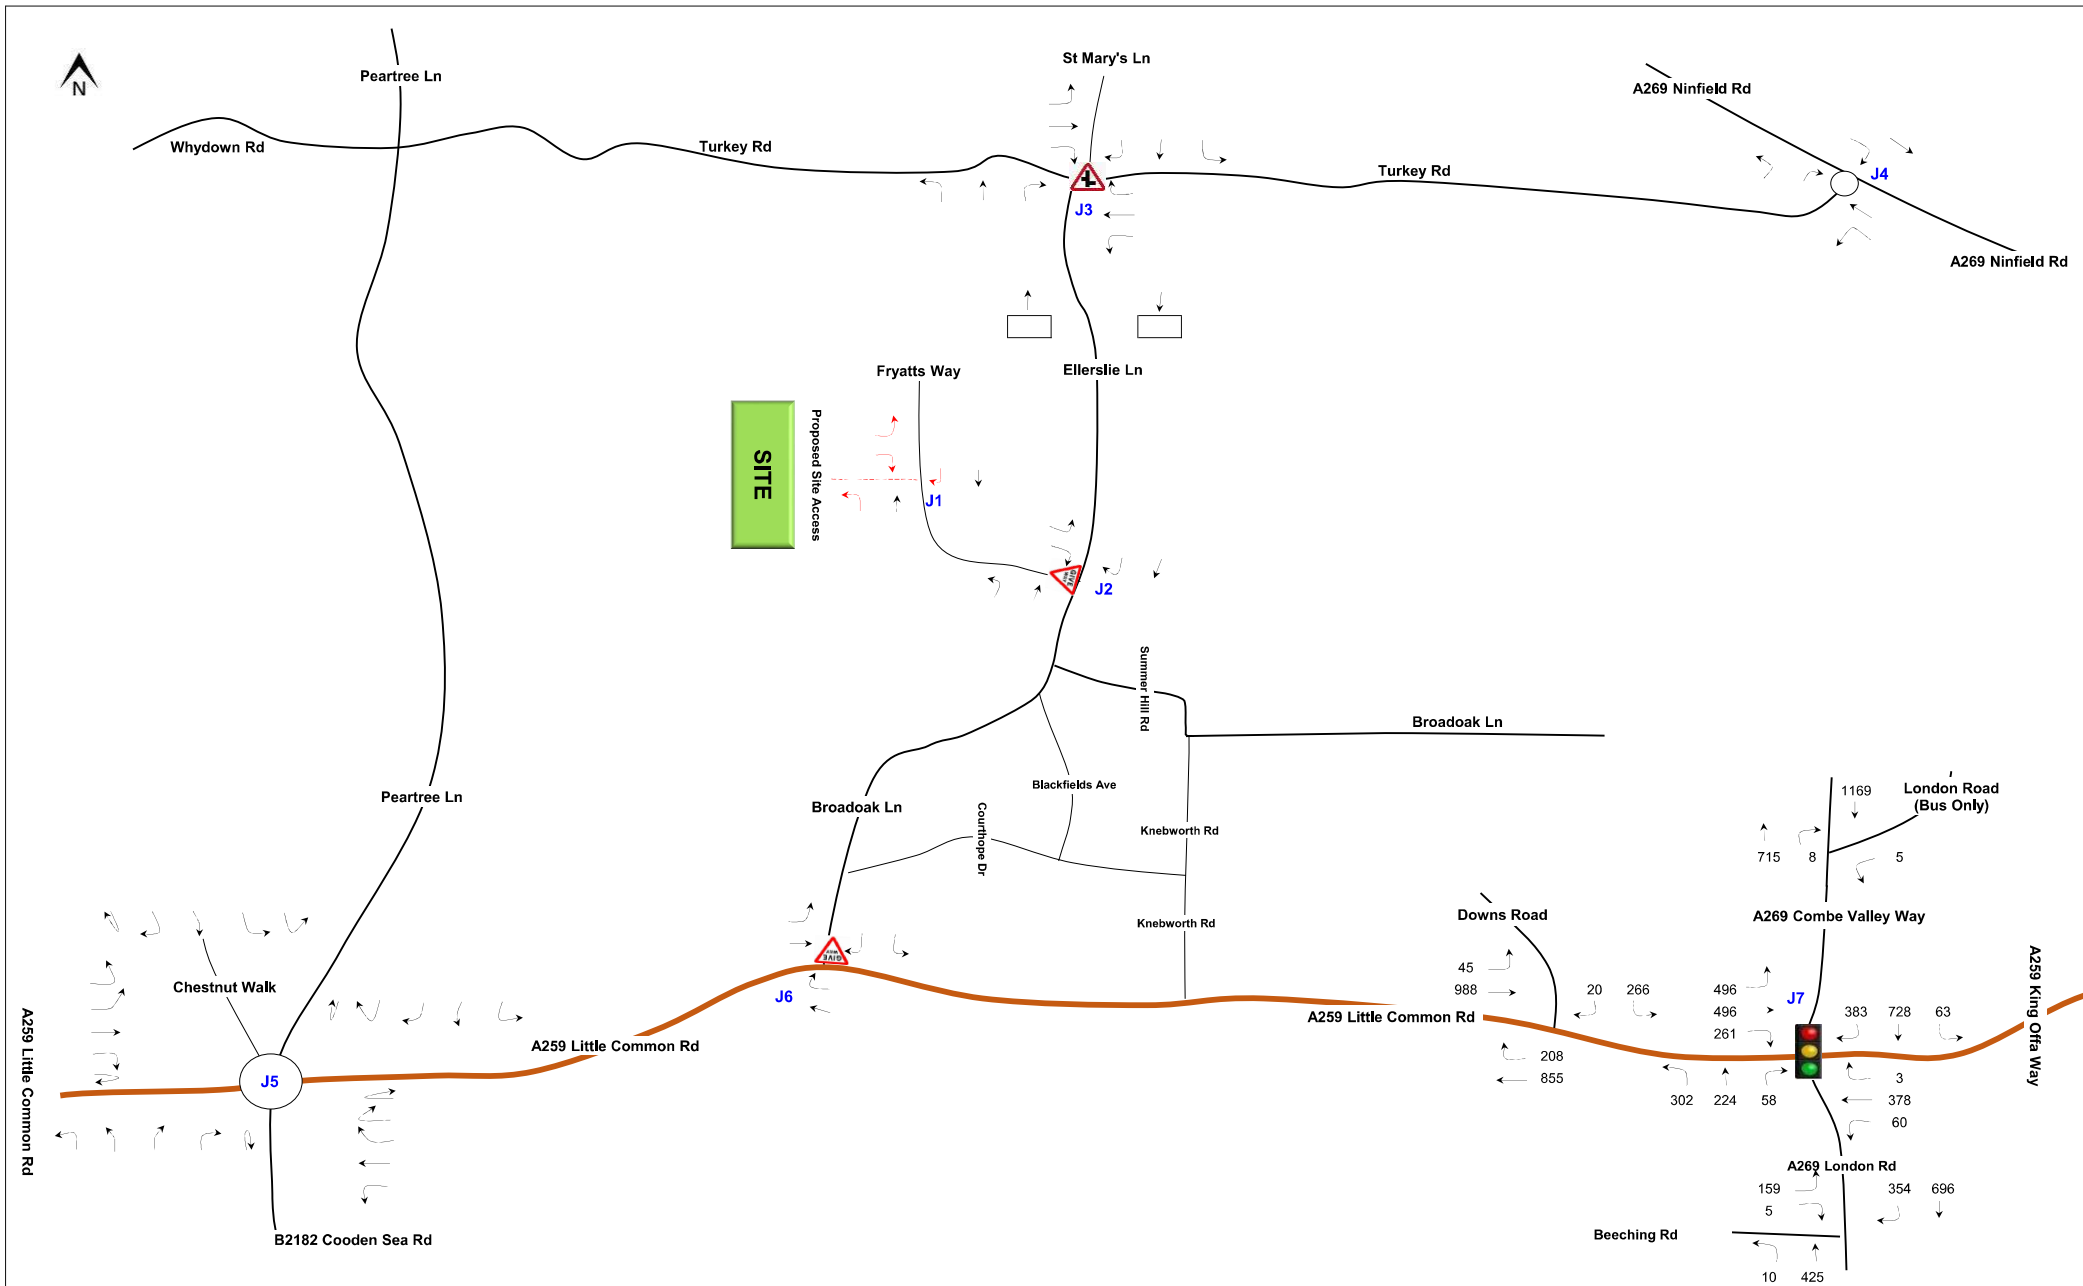 St Mary's Ln
Peartree Ln
N
A269 Ninfield Rd
Whydown Rd
Turkey Rd
Turkey Rd
J4
J3
A269 Ninfield Rd
Fryatts Way
Ellerslie Ln
SITE
Proposed Site Access
J1
GIVE WAY
J2
Summer Hill Rd
Broadoak Ln
Blackfields Ave
Peartree Ln
Broadoak Ln
Courthope Dr
Knebworth Rd
1169
London Road
(Bus Only)
715 8 5
Downs Road
A269 Combe Valley Way
Knebworth Rd
GIVE WAY
Chestnut Walk
J6
45
988
20 266
496
496
261
J7
383 728 63
A259 King Offa Way
A259 Little Common Rd
A259 Little Common Rd
A259 Little Common Rd
J5
208
855
302 224 58
3
378
60
A269 London Rd
159
5
354 696
B2182 Cooden Sea Rd
Beeching Rd
10 425